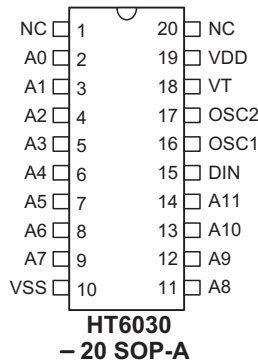 NC 1 20 NC
A0 2 19 VDD
A1 3 18 VT
A2 4 17 OSC2
A3 5 16 OSC1
A4 6 15 DIN
A5 7 14 A11
A6 8 13 A10
A7 9 12 A9
VSS 10 11 A8
HT6030
– 20 SOP-A